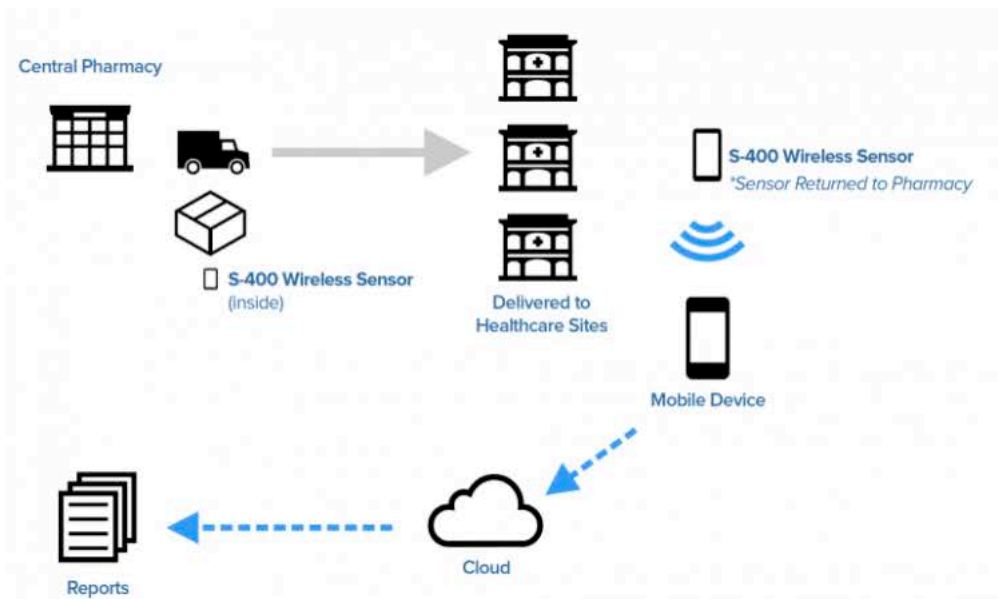 Central Pharmacy
S-400 Wireless Sensor
(inside)
Delivered to
Healthcare Sites
S-400 Wireless Sensor
*Sensor Returned to Pharmacy
Mobile Device
Cloud
Reports